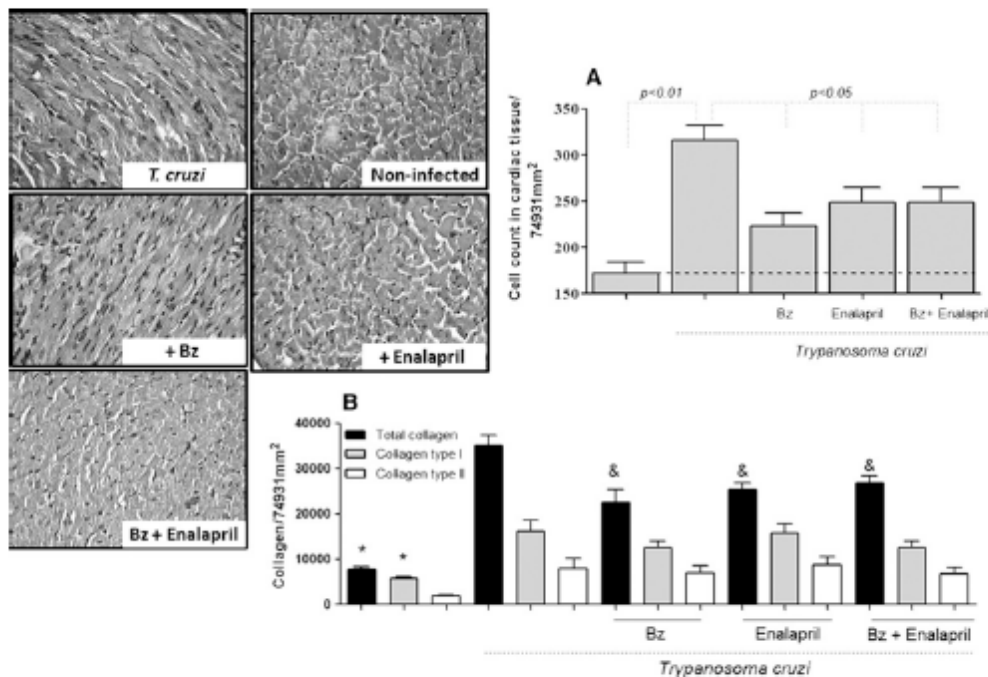 T. cruzi
Non-infected
+ Bz
+ Enalapril
Bz + Enalapril
A
p<0.01
p<0.05
Cell count in cardiac tissue/
74931mm²
350
300
250
200
150
Bz
Enalapril
Bz+ Enalapril
Trypanosoma cruzi
B
Collagen/74931mm²
40000
30000
20000
10000
0
Total collagen
Collagen type I
Collagen type II
*
*
&
&
&
Bz
Enalapril
Bz + Enalapril
Trypanosoma cruzi